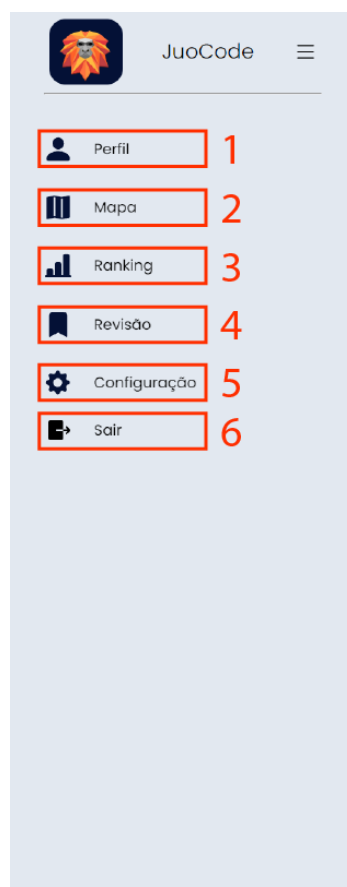 JuoCode
Perfil 1
Mapa 2
Ranking 3
Revisão 4
Configuração 5
Sair 6